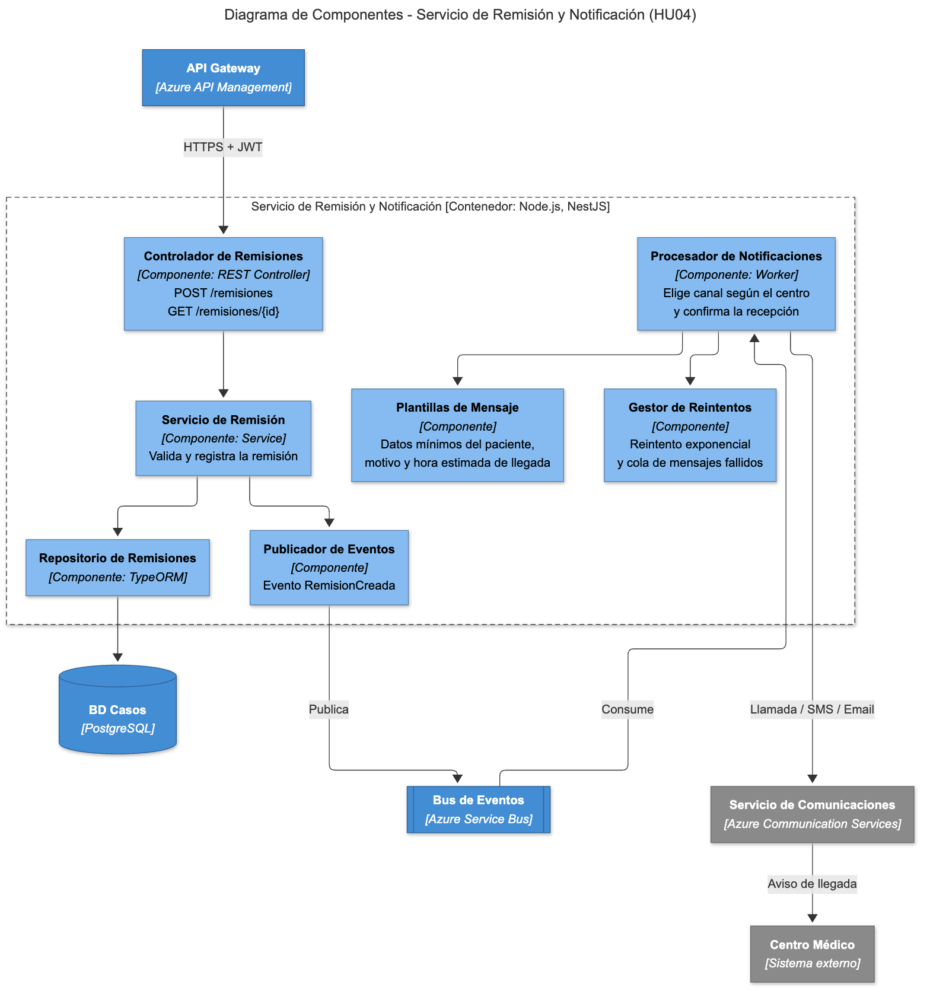 Diagrama de Componentes - Servicio de Remisión y Notificación (HU04)
API Gateway
[Azure API Management]
HTTPS + JWT
Servicio de Remisión y Notificación [Contenedor: Node.js, NestJS]
Controlador de Remisiones
[Componente: REST Controller]
POST /remisiones
GET /remisiones/{id}
Procesador de Notificaciones
[Componente: Worker]
Elige canal según el centro
y confirma la recepción
Servicio de Remisión
[Componente: Service]
Valida y registra la remisión
Plantillas de Mensaje
[Componente]
Datos mínimos del paciente,
motivo y hora estimada de llegada
Gestor de Reintentos
[Componente]
Reintento exponencial
y cola de mensajes fallidos
Repositorio de Remisiones
[Componente: TypeORM]
Publicador de Eventos
[Componente]
Evento RemisionCreada
BD Casos
[PostgreSQL]
Publica
Consume
Llamada / SMS / Email
Bus de Eventos
[Azure Service Bus]
Servicio de Comunicaciones
[Azure Communication Services]
Aviso de llegada
Centro Médico
[Sistema externo]